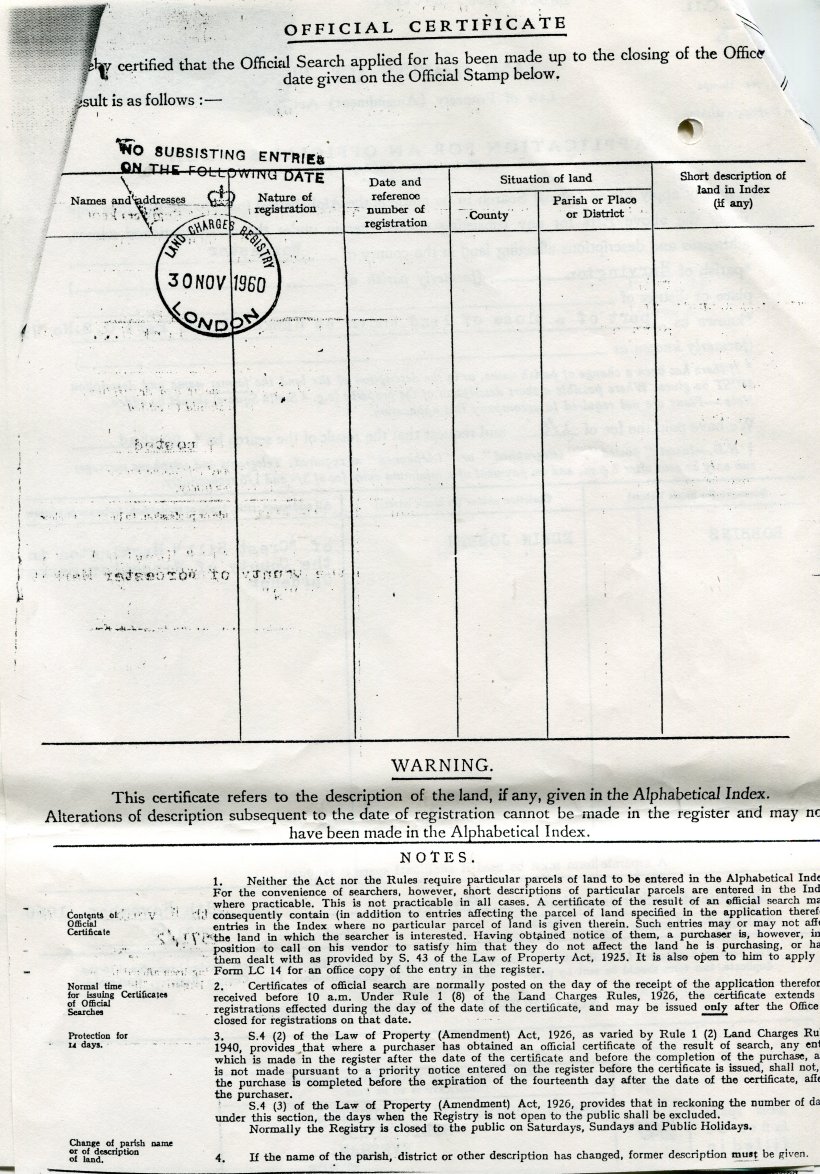 OFFICIAL CERTIFICATE
certified that the Official Search applied for has been made up to the closing of the Office
date given on the Official Stamp below.
sult is as follows :—
NO SUBSISTING ENTRIES
ON THE FOLLOWING DATE
Names and addresses
Nature of
registration
Date and
reference
number of
registration
Situation of land
County
Parish or Place
or District
Short description of
land in Index
(if any)
LAND CHARGES REGISTRY
30 NOV 1960
LONDON
WARNING.
This certificate refers to the description of the land, if any, given in the Alphabetical Index.
Alterations of description subsequent to the date of registration cannot be made in the register and may no
have been made in the Alphabetical Index.
NOTES.
Contents of
Official
Certificate
1. Neither the Act nor the Rules require particular parcels of land to be entered in the Alphabetical Inde
For the convenience of searchers, however, short descriptions of particular parcels are entered in the Ind
where practicable. This is not practicable in all cases. A certificate of the result of an official search ma
consequently contain (in addition to entries affecting the parcel of land specified in the application theref
entries in the Index where no particular parcel of land is given therein. Such entries may or may not affe
the land in which the searcher is interested. Having obtained notice of them, a purchaser is, however, in
position to call on his vendor to satisfy him that they do not affect the land he is purchasing, or ha
them dealt with as provided by S. 43 of the Law of Property Act, 1925. It is also open to him to apply
Form LC 14 for an office copy of the entry in the register.
Normal time
for issuing Certificates
of Official
Searches
2. Certificates of official search are normally posted on the day of the receipt of the application therefor
received before 10 a.m. Under Rule 1 (8) of the Land Charges Rules, 1926, the certificate extends
registrations effected during the day of the date of the certificate, and may be issued only after the Office
closed for registrations on that date.
Protection for
14 days.
3. S.4 (2) of the Law of Property (Amendment) Act, 1926, as varied by Rule 1 (2) Land Charges Ru
1940, provides that where a purchaser has obtained an official certificate of the result of search, any ent
which is made in the register after the date of the certificate and before the completion of the purchase, a
is not made pursuant to a priority notice entered on the register before the certificate is issued, shall not,
the purchase is completed before the expiration of the fourteenth day after the date of the certificate, affe
the purchaser.
S.4 (3) of the Law of Property (Amendment) Act, 1926, provides that in reckoning the number of da
under this section, the days when the Registry is not open to the public shall be excluded.
Normally the Registry is closed to the public on Saturdays, Sundays and Public Holidays.
Change of parish name
or of description
of land.
4. If the name of the parish, district or other description has changed, former description must be given.